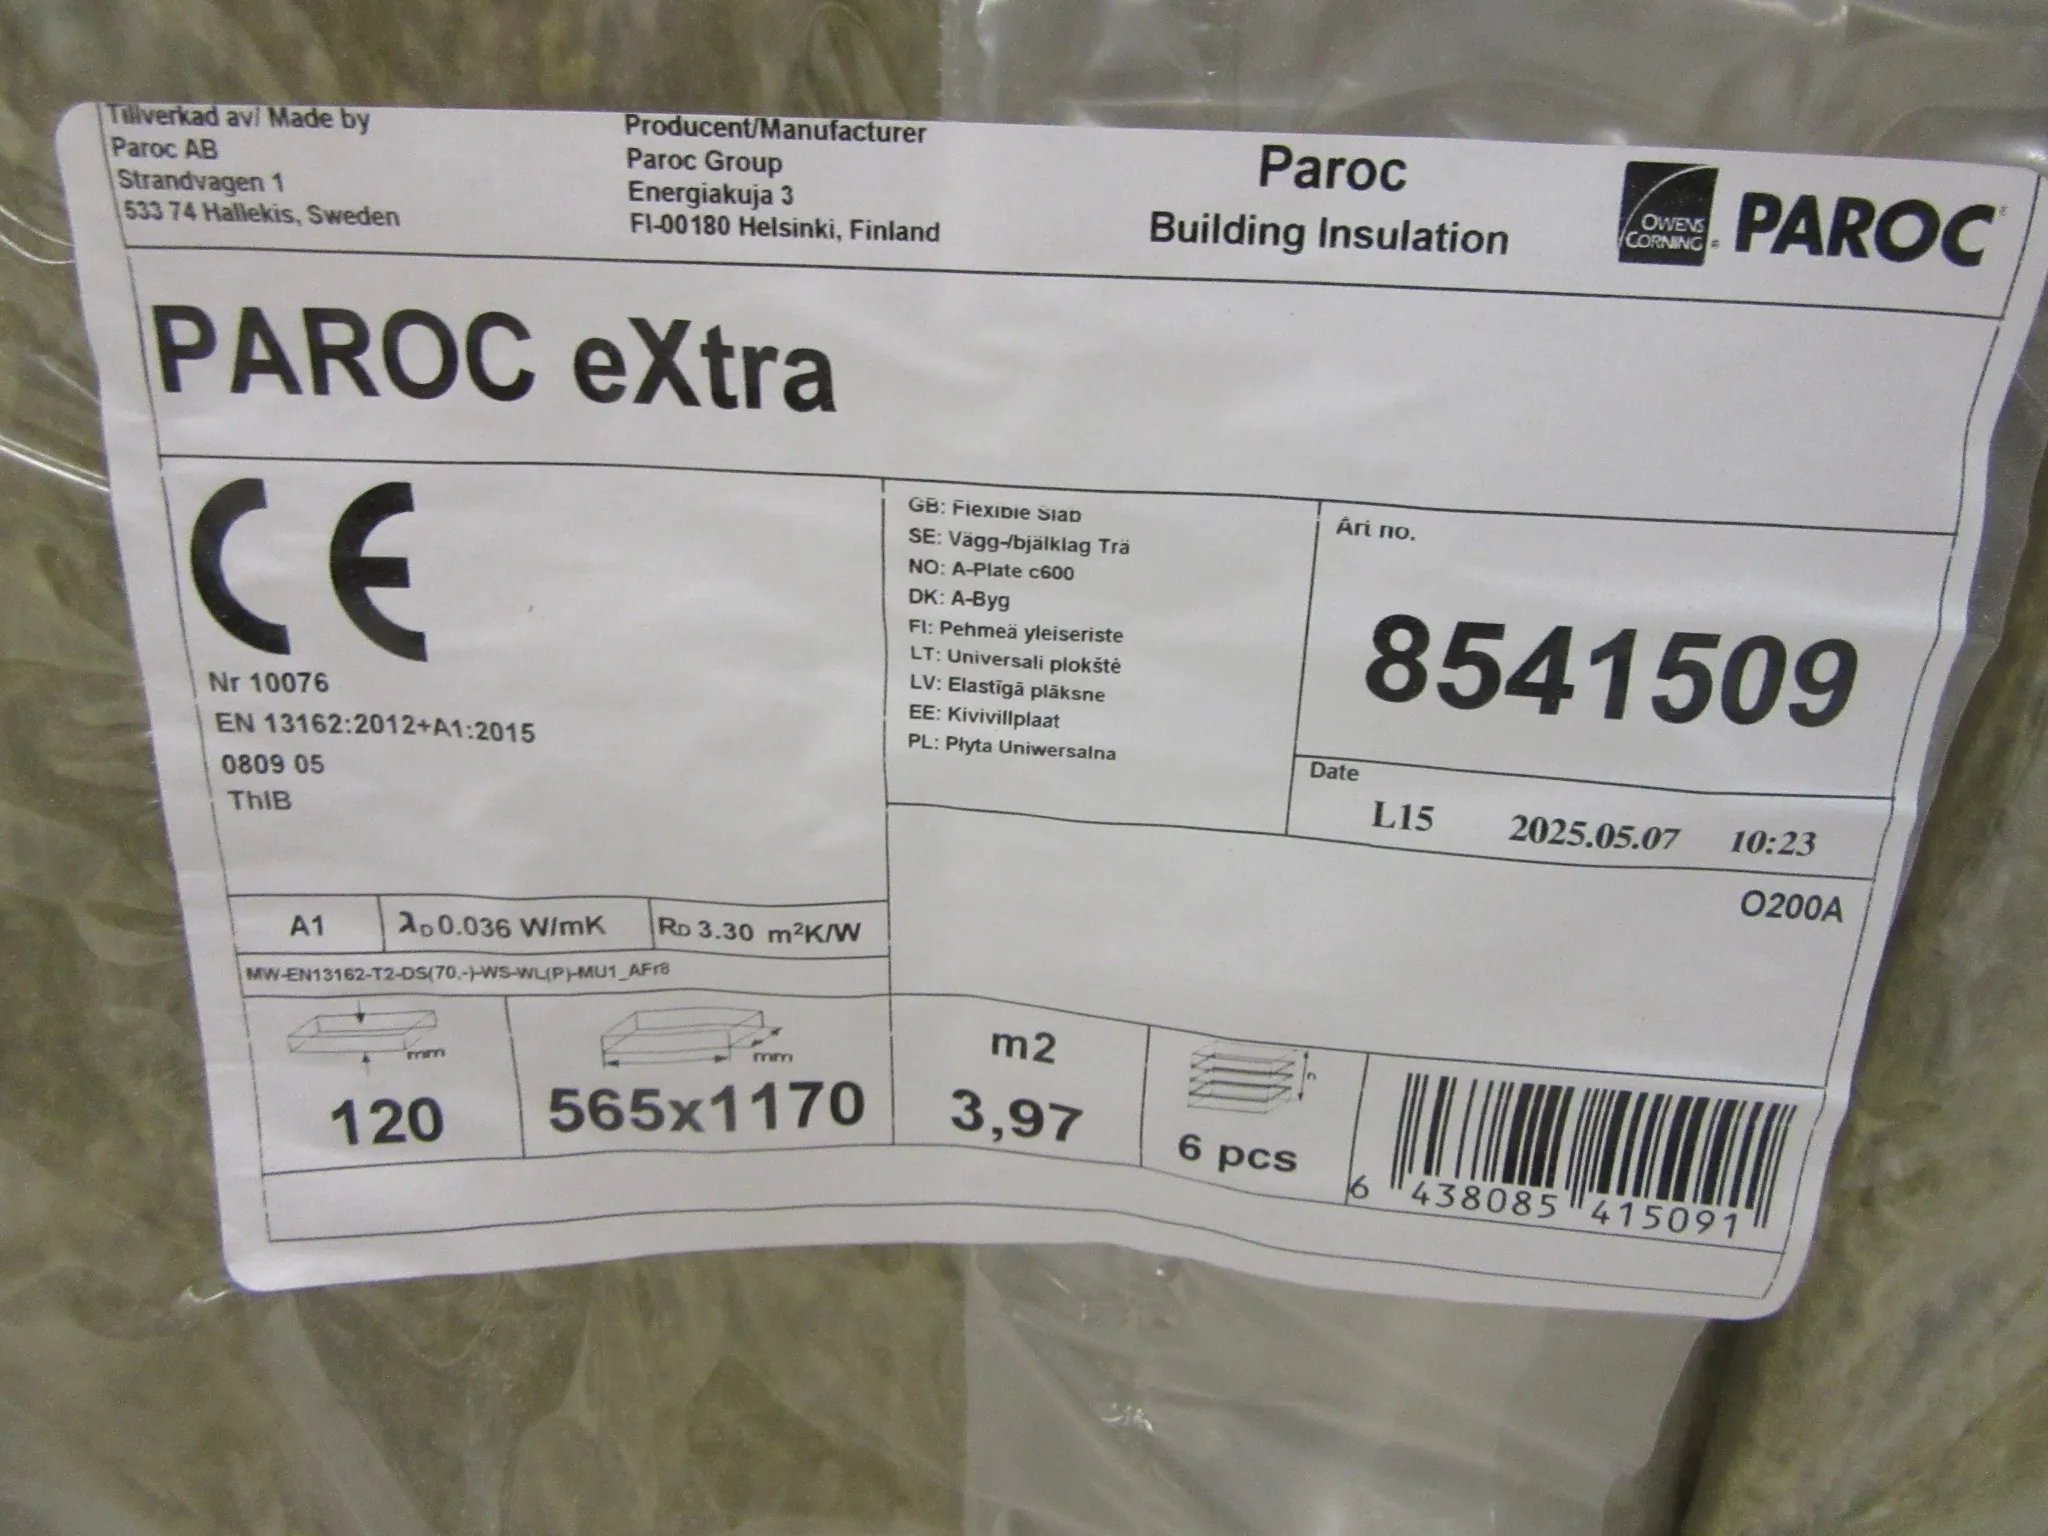 Tillverkad av/ Made by
Paroc AB
Strandvagen 1
533 74 Hallekis, Sweden
Producent/Manufacturer
Paroc Group
Energiakuja 3
FI-00180 Helsinki, Finland
Paroc
Building Insulation
OWENS
CORNING®
PAROC®
PAROC eXtra
CE
Nr 10076
EN 13162:2012+A1:2015
0809 05
ThIB
GB: Flexible Slab
SE: Vägg-/bjälklag Trä
NO: A-Plate c600
DK: A-Byg
FI: Pehmeä yleiseriste
LT: Universali plokštė
LV: Elastīgā plāksne
EE: Kivivillplaat
PL: Płyta Uniwersalna
Art no.
8541509
Date
L15 2025.05.07 10:23
O200A
A1
λD 0.036 W/mK
RD 3.30 m²K/W
MW-EN13162-T2-DS(70,-)-WS-WL(P)-MU1_AFr8
mm
120
mm
565x1170
m2
3,97
6 pcs
6 438085 415091